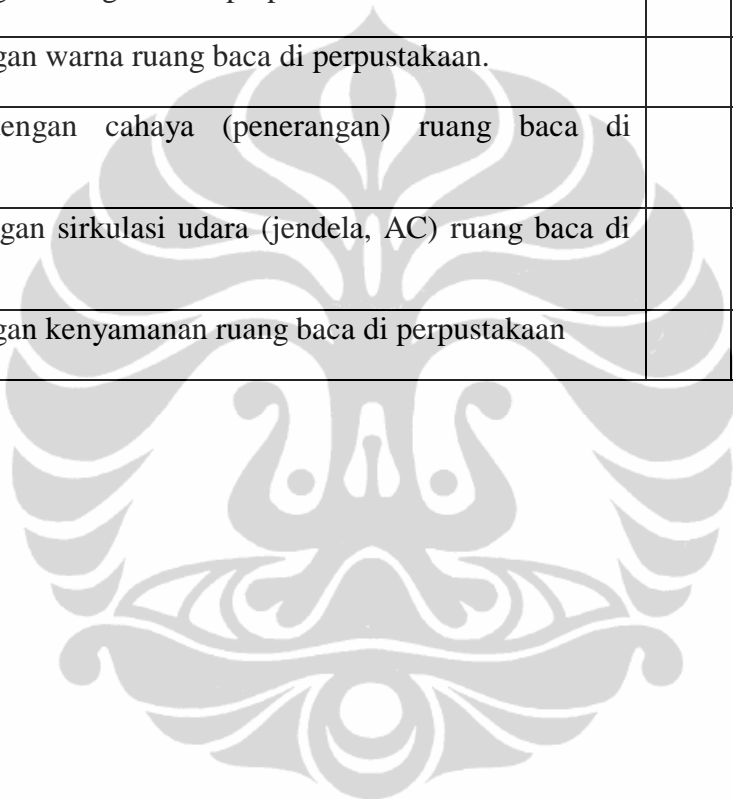 gan warna ruang baca di perpustakaan.
engan cahaya (penerangan) ruang baca di
gan sirkulasi udara (jendela, AC) ruang baca di
gan kenyamanan ruang baca di perpustakaan